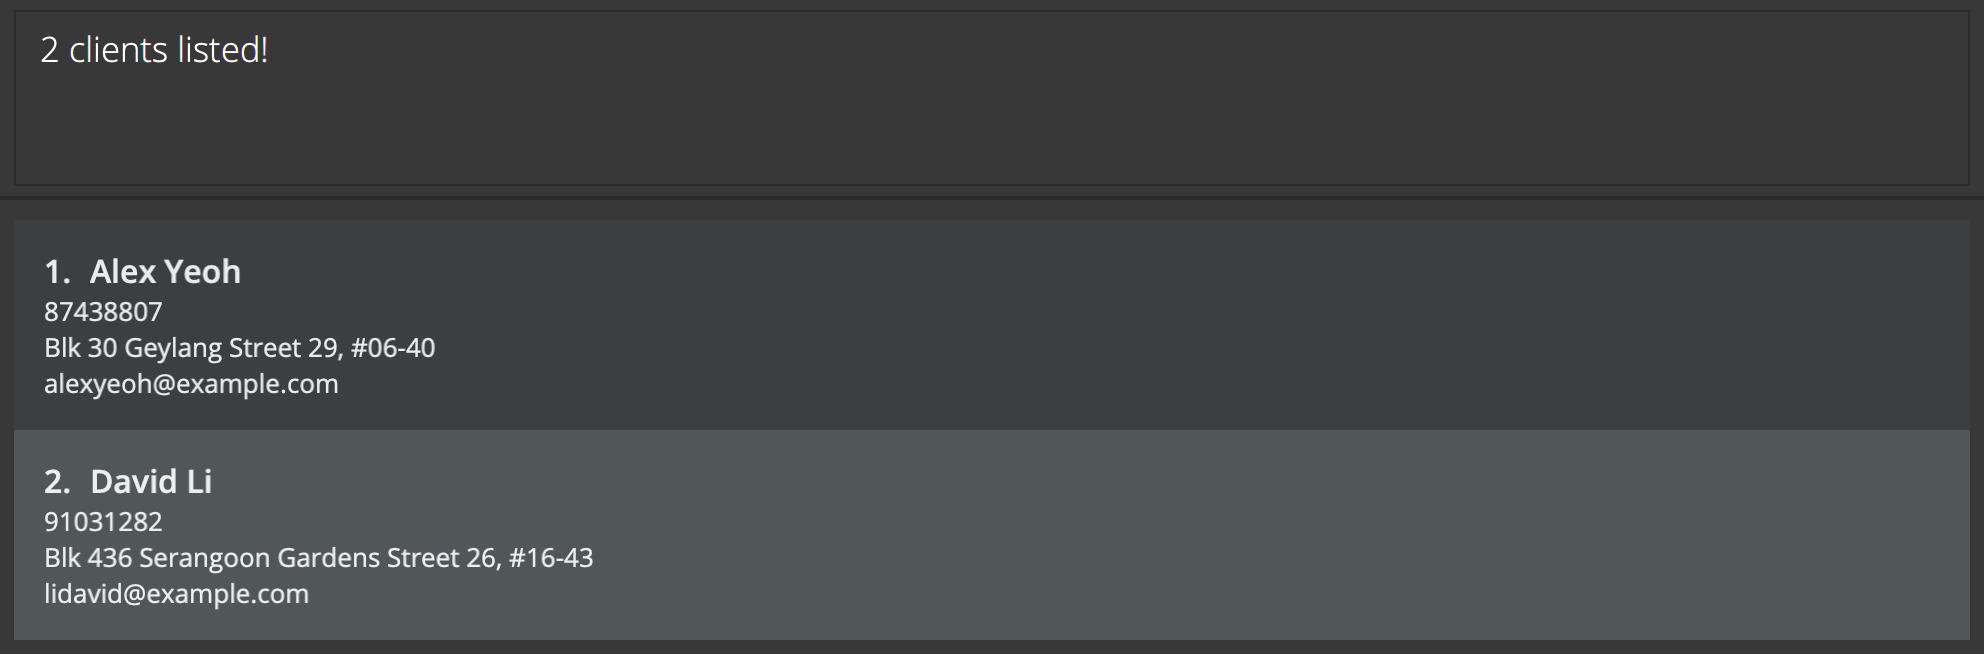 2 clients listed!
1. Alex Yeoh
87438807
Blk 30 Geylang Street 29, #06-40
alexyeoh@example.com
2. David Li
91031282
Blk 436 Serangoon Gardens Street 26, #16-43
lidavid@example.com